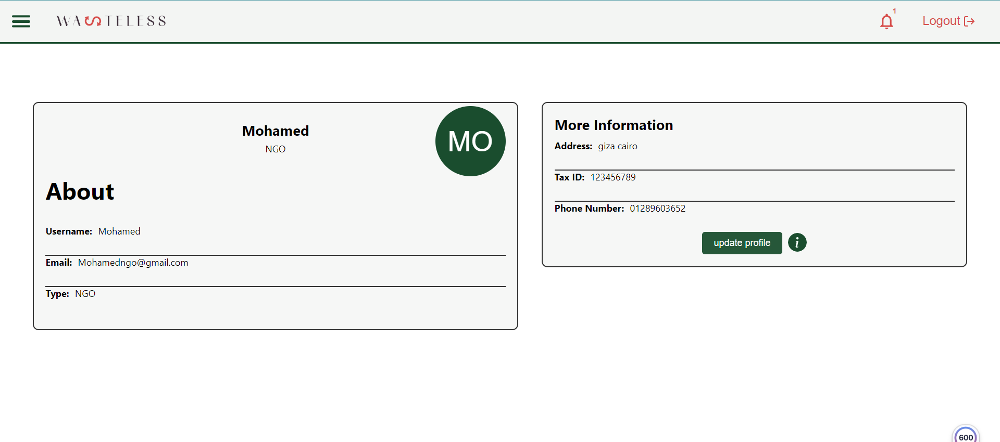 WASTELESS
1
Logout
Mohamed
NGO
MO
About
Username: Mohamed
Email: Mohamedngo@gmail.com
Type: NGO
More Information
Address: giza cairo
Tax ID: 123456789
Phone Number: 01289603652
update profile
i
600